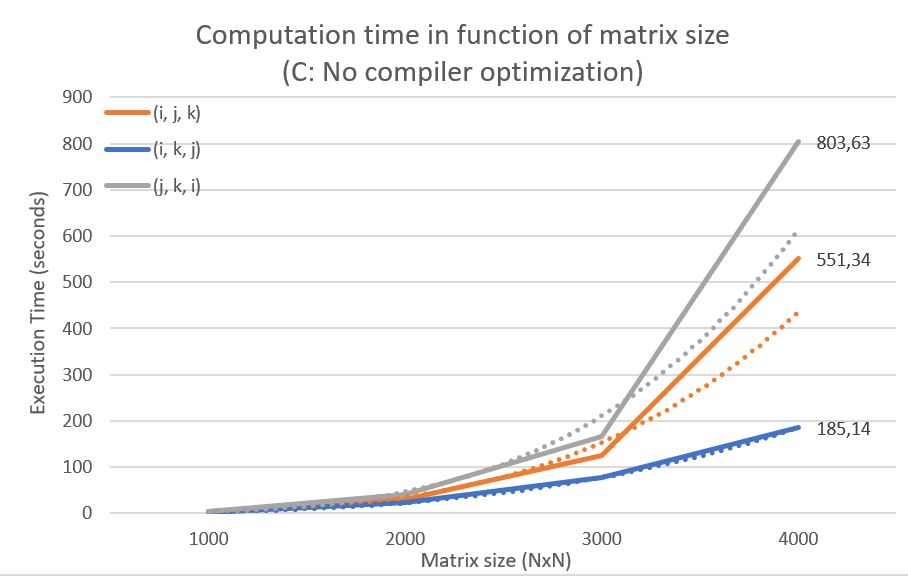 Computation time in function of matrix size
(C: No compiler optimization)
900
800
700
600
500
400
300
200
100
0
Execution Time (seconds)
(i, j, k)
(i, k, j)
(j, k, i)
803,63
551,34
185,14
1000 2000 3000 4000
Matrix size (NxN)